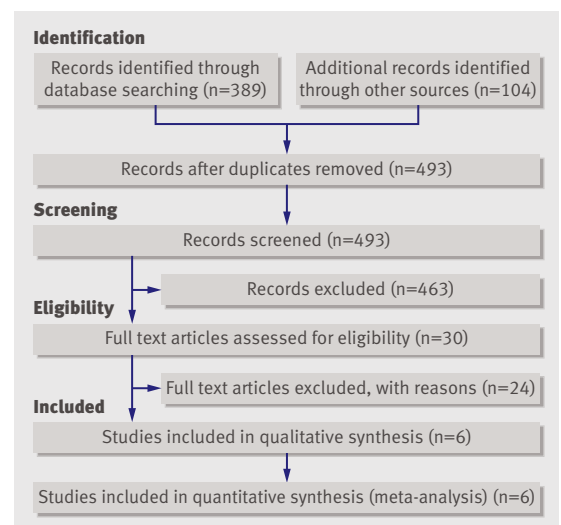 Identification
Records identified through
database searching (n=389)
Additional records identified
through other sources (n=104)
Records after duplicates removed (n=493)
Screening
Records screened (n=493)
Records excluded (n=463)
Eligibility
Full text articles assessed for eligibility (n=30)
Full text articles excluded, with reasons (n=24)
Included
Studies included in qualitative synthesis (n=6)
Studies included in quantitative synthesis (meta-analysis) (n=6)